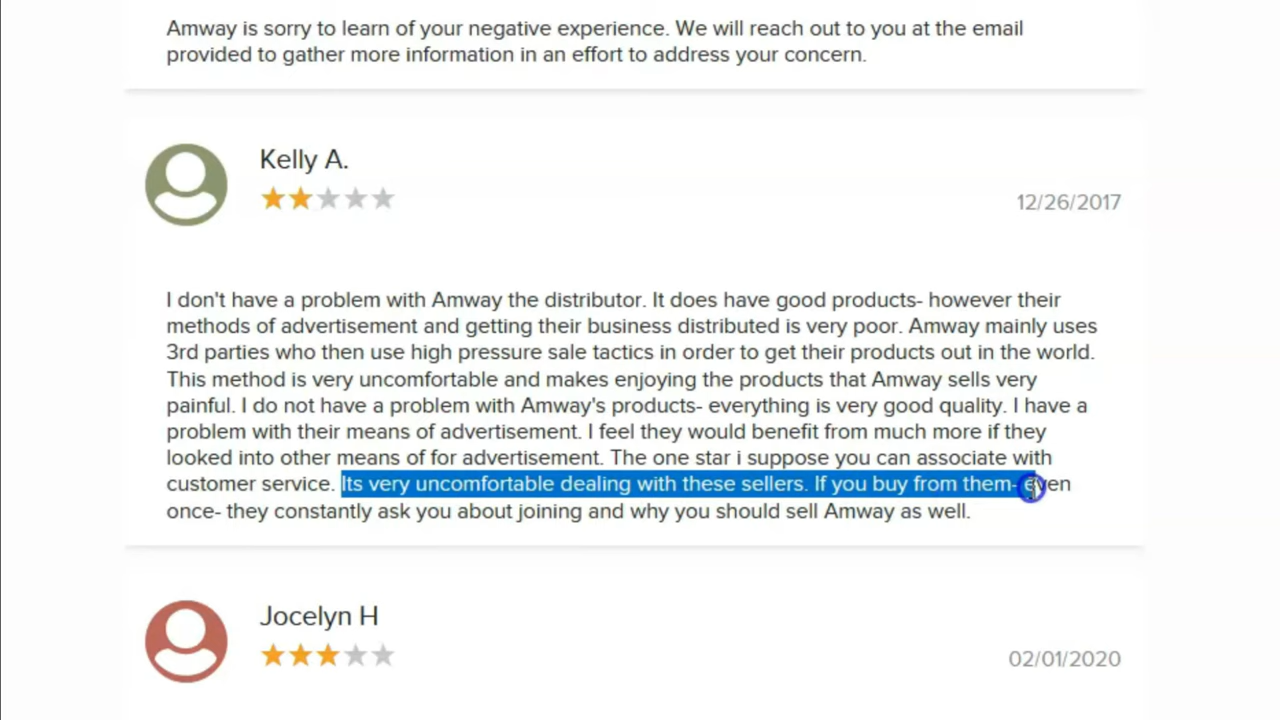 Amway is sorry to learn of your negative experience. We will reach out to you at the email
provided to gather more information in an effort to address your concern.
Kelly A.
12/26/2017
I don't have a problem with Amway the distributor. It does have good products- however their
methods of advertisement and getting their business distributed is very poor. Amway mainly uses
3rd parties who then use high pressure sale tactics in order to get their products out in the world.
This method is very uncomfortable and makes enjoying the products that Amway sells very
painful. I do not have a problem with Amway's products- everything is very good quality. I have a
problem with their means of advertisement. I feel they would benefit from much more if they
looked into other means of for advertisement. The one star i suppose you can associate with
customer service. Its very uncomfortable dealing with these sellers. If you buy from them- even
once- they constantly ask you about joining and why you should sell Amway as well.
Jocelyn H
02/01/2020